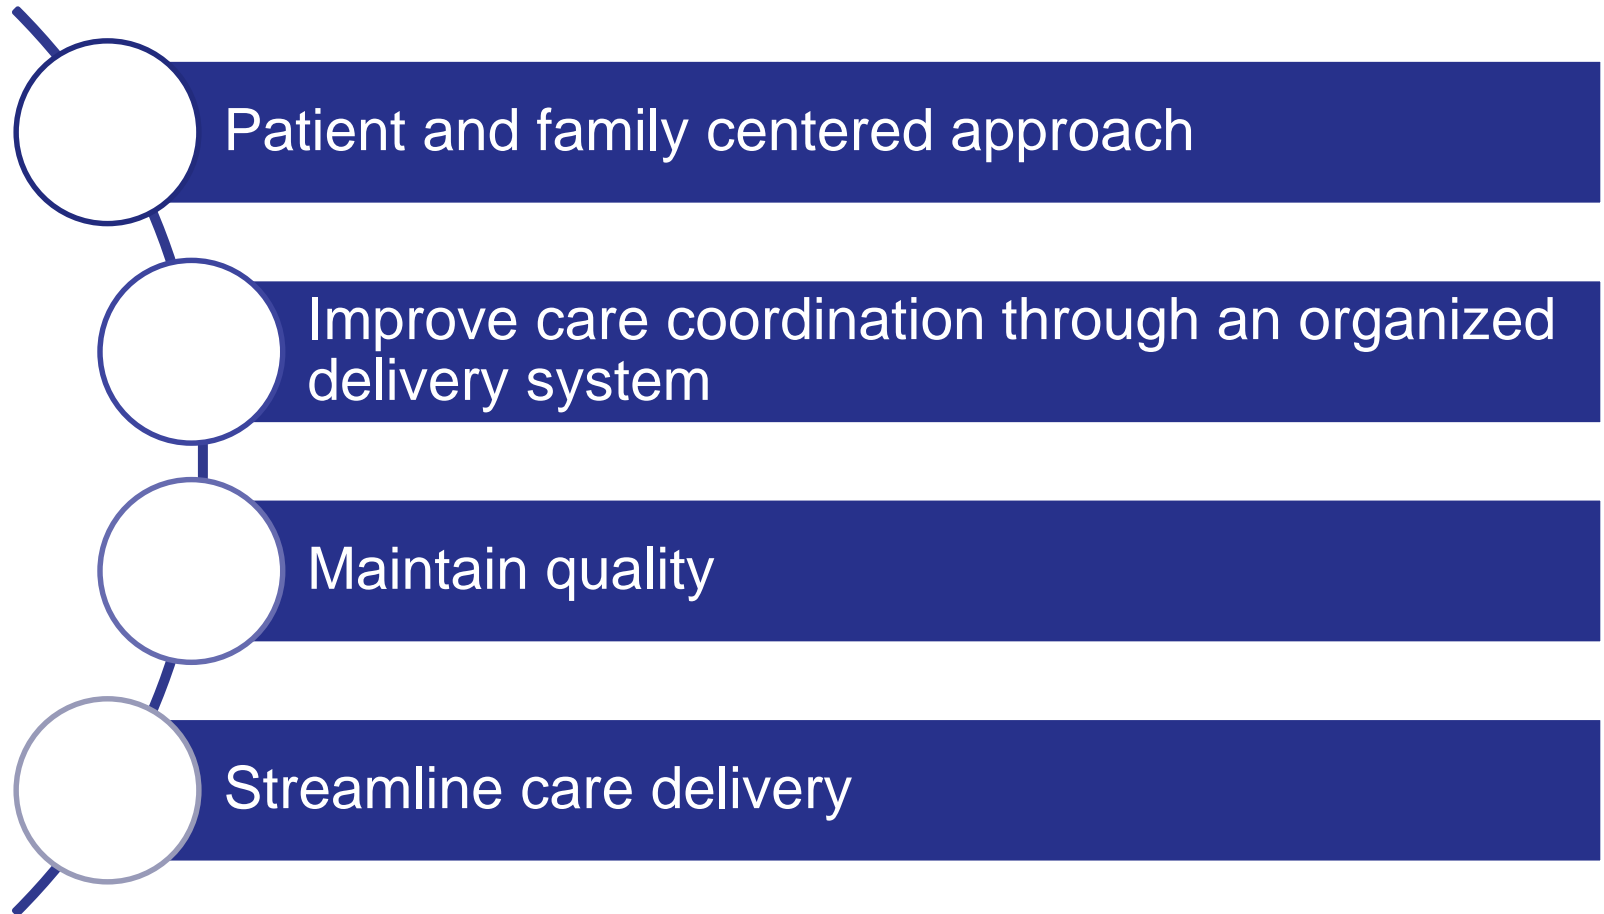 Patient and family centered approach
Improve care coordination through an organized
delivery system
Maintain quality
Streamline care delivery